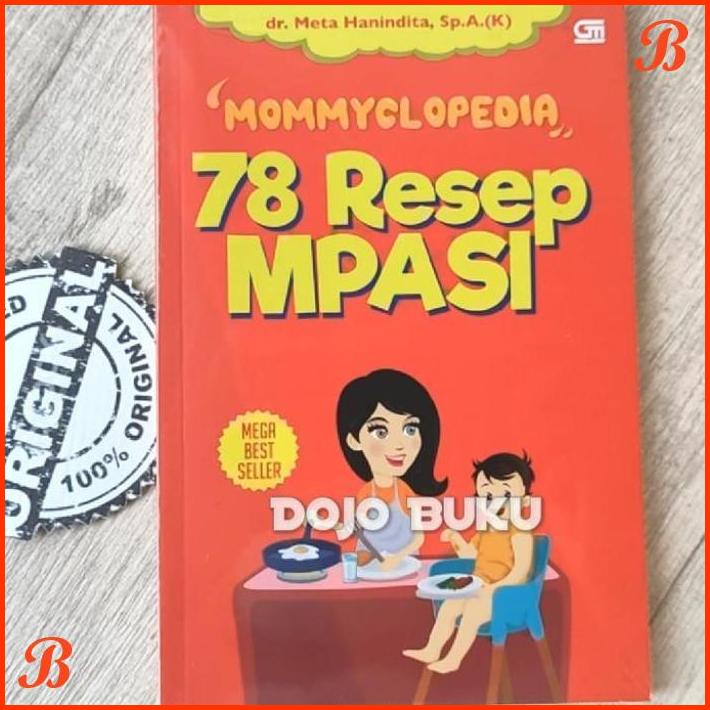 dr. Meta Hanindita, Sp.A.(K)
GM
B
'MOMMYCLOPEDIA,,
78 Resep
MPASI
ORIGINAL
100% ORIGINAL
MEGA
BEST
SELLER
DOJO BUKU
B